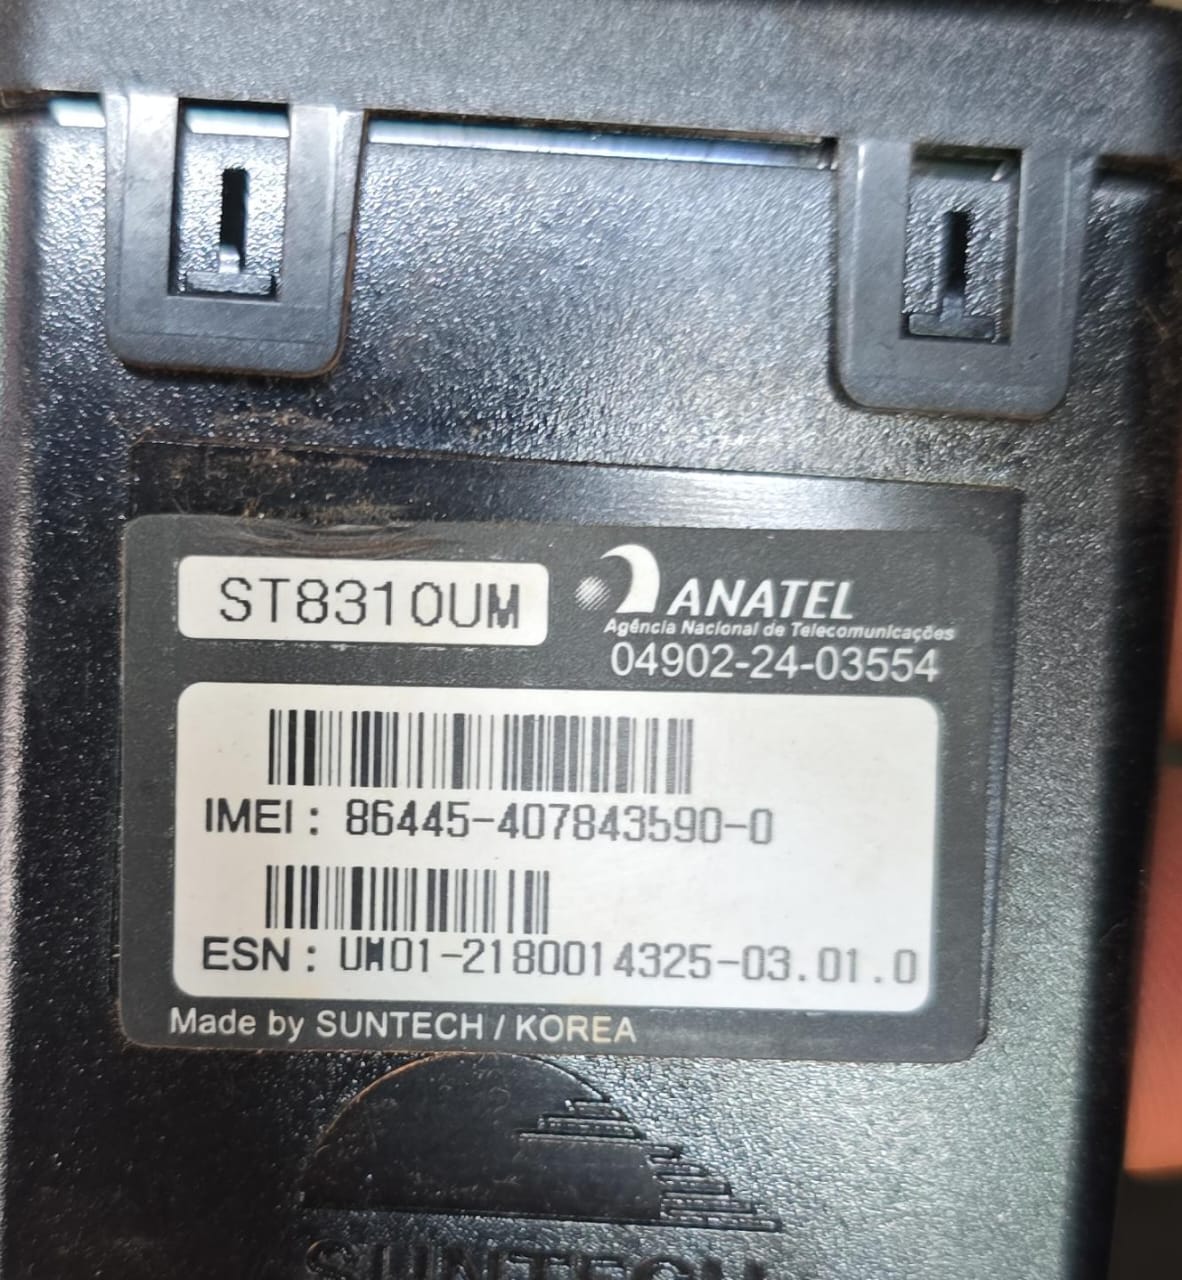 ST8310UM
ANATEL
Agência Nacional de Telecomunicações
04902-24-03554
IMEI : 86445-407843590-0
ESN : UM01-2180014325-03.01.0
Made by SUNTECH / KOREA
SUNTECH